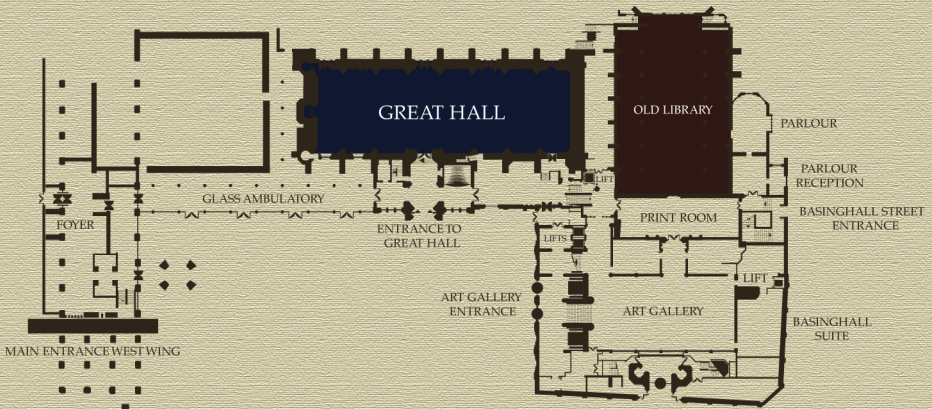 GREAT HALL
OLD LIBRARY
PARLOUR
PARLOUR
RECEPTION
LIFT
GLASS AMBULATORY
BASINGHALL STREET
ENTRANCE
PRINT ROOM
FOYER
ENTRANCE TO
GREAT HALL
LIFTS
LIFT
ART GALLERY
ENTRANCE
ART GALLERY
BASINGHALL
SUITE
MAIN ENTRANCE WEST WING